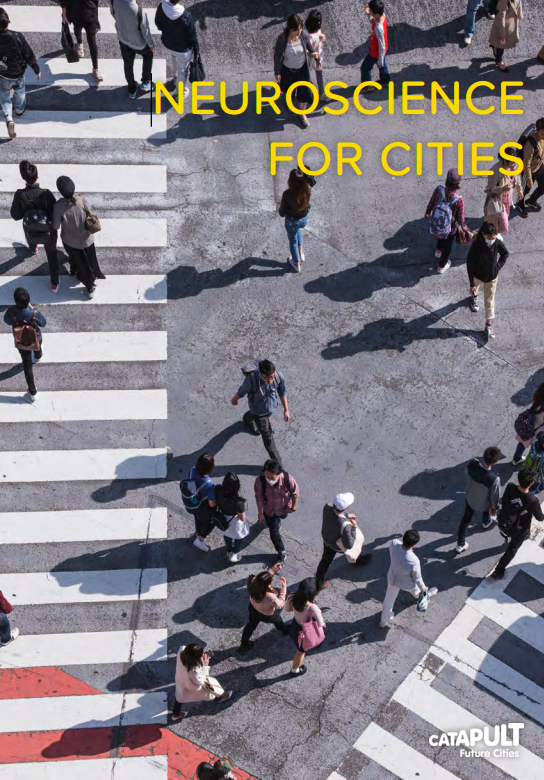 NEUROSCIENCE
FOR CITIES
CATAPULT
Future Cities